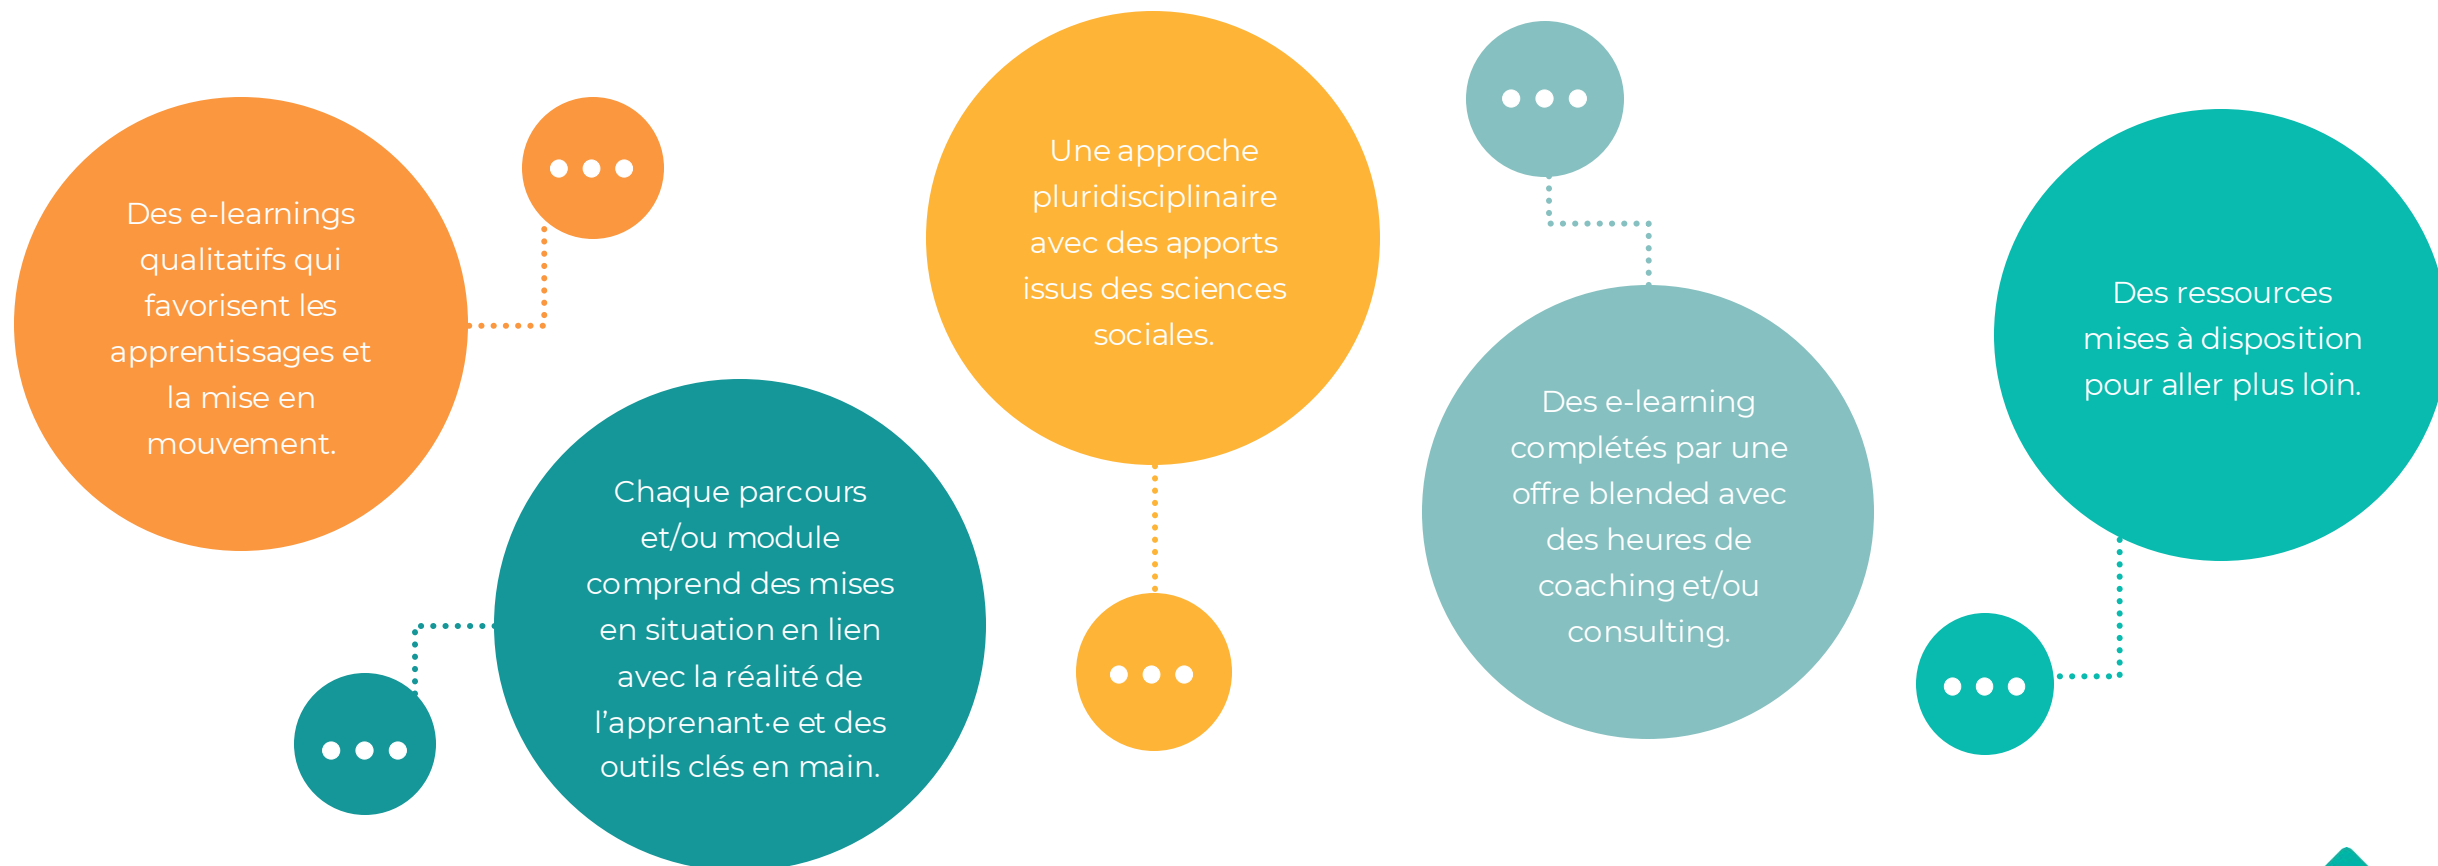 Des e-learnings
qualitatifs qui
favorisent les
apprentissages et
la mise en
mouvement.
Chaque parcours
et/ou module
comprend des mises
en situation en lien
avec la réalité de
l’apprenant·e et des
outils clés en main.
Une approche
pluridisciplinaire
avec des apports
issus des sciences
sociales.
Des e-learning
complétés par une
offre blended avec
des heures de
coaching et/ou
consulting.
Des ressources
mises à disposition
pour aller plus loin.